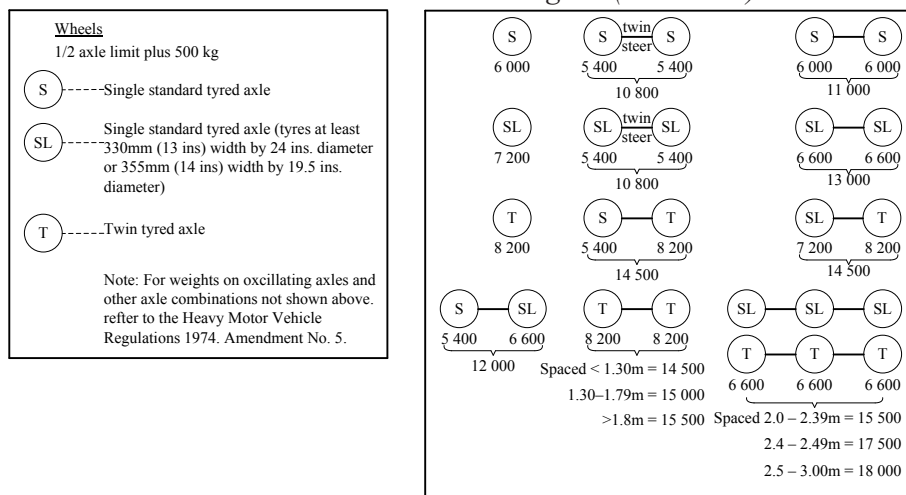 Wheels
1/2 axle limit plus 500 kg
S
Single standard tyred axle
SL
Single standard tyred axle (tyres at least
330mm (13 ins) width by 24 ins. diameter
or 355mm (14 ins) width by 19.5 ins.
diameter)
T
Twin tyred axle
Note: For weights on oxcillating axles and
other axle combinations not shown above.
refter to the Heavy Motor Vehicle
Regulations 1974. Amendment No. 5.
S S twin steer S S S
6 000 5 400 5 400 6 000 6 000
10 800 11 000
SL SL twin steer SL SL SL
7 200 5 400 5 400 6 600 6 600
10 800 13 000
T S T SL T
8 200 5 400 8 200 7 200 8 200
14 500 14 500
S SL T T SL SL SL
5 400 6 600 8 200 8 200 T T T
12 000 Spaced < 1.30m = 14 500 6 600 6 600 6 600
1.30–1.79m = 15 000
>1.8m = 15 500 Spaced 2.0 – 2.39m = 15 500
2.4 – 2.49m = 17 500
2.5 – 3.00m = 18 000